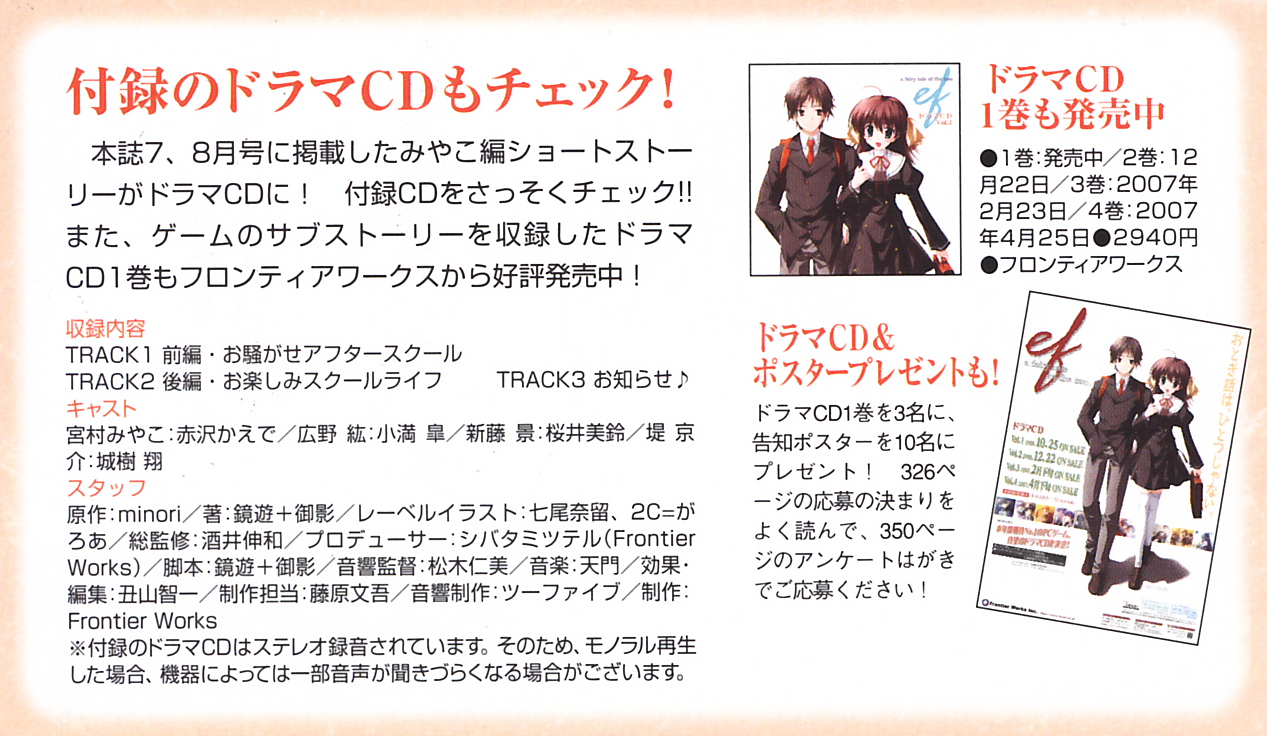 付録のドラマCDもチェック!
本誌7、8月号に掲載したみやこ編ショートストー
リーがドラマCDに！　付録CDをさっそくチェック!!
また、ゲームのサブストーリーを収録したドラマ
CD1巻もフロンティアワークスから好評発売中！
収録内容
TRACK1 前編・お騒がせアフタースクール
TRACK2 後編・お楽しみスクールライフ　　TRACK3 お知らせ♪
キャスト
宮村みやこ：赤沢かえで／広野 紘：小満 皐／新藤 景：桜井美鈴／堤 京
介：城樹 翔
スタッフ
原作：minori／著：鏡遊＋御影／レーベルイラスト：七尾奈留、2C=が
ろあ／総監修：酒井伸和／プロデューサー：シバタミツテル（Frontier
Works）／脚本：鏡遊＋御影／音響監督：松木仁美／音楽：天門／効果・
編集：丑山智一／制作担当：藤原文吾／音響制作：ツーファイブ／制作：
Frontier Works
※付録のドラマCDはステレオ録音されています。そのため、モノラル再生
した場合、機器によっては一部音声が聞きづらくなる場合がございます。
a fairy tale of the two
ef
ドラマCD
Vol.1
ドラマCD
1巻も発売中
●1巻：発売中／2巻：12
月22日／3巻：2007年
2月23日／4巻：2007
年4月25日●2940円
●フロンティアワークス
ドラマCD＆
ポスタープレゼントも!
ドラマCD1巻を3名に、
告知ポスターを10名に
プレゼント！　326ペ
ージの応募の決まりを
よく読んで、350ペー
ジのアンケートはがき
でご応募ください！
ef
おとぎ話は、ひとつじゃない。
ドラマCD
Vol.1 10.25 ON SALE
Vol.2 12.22 ON SALE
Vol.3 2月下旬 ON SALE
Vol.4 4月下旬 ON SALE
Frontier Works Inc.